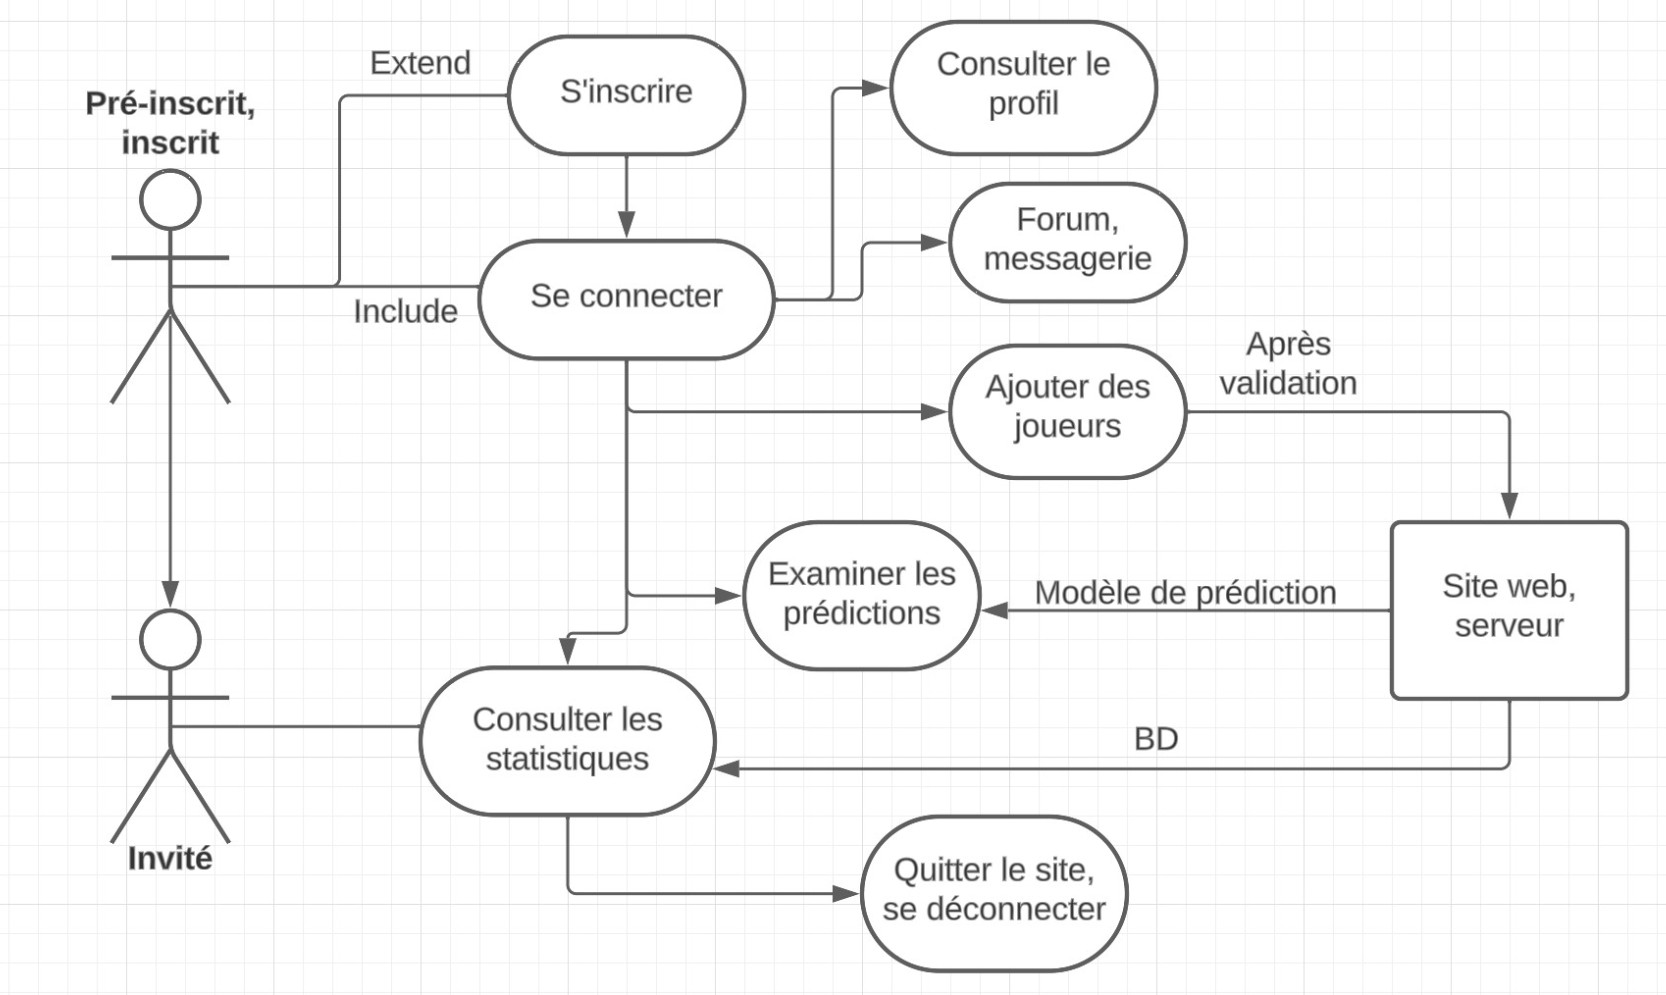 Extend
S'inscrire
Consulter le
profil
Pré-inscrit,
inscrit
Forum,
messagerie
Se connecter
Include
Après
validation
Ajouter des
joueurs
Examiner les
prédictions
Modèle de prédiction
Site web,
serveur
Consulter les
statistiques
BD
Invité
Quitter le site,
se déconnecter